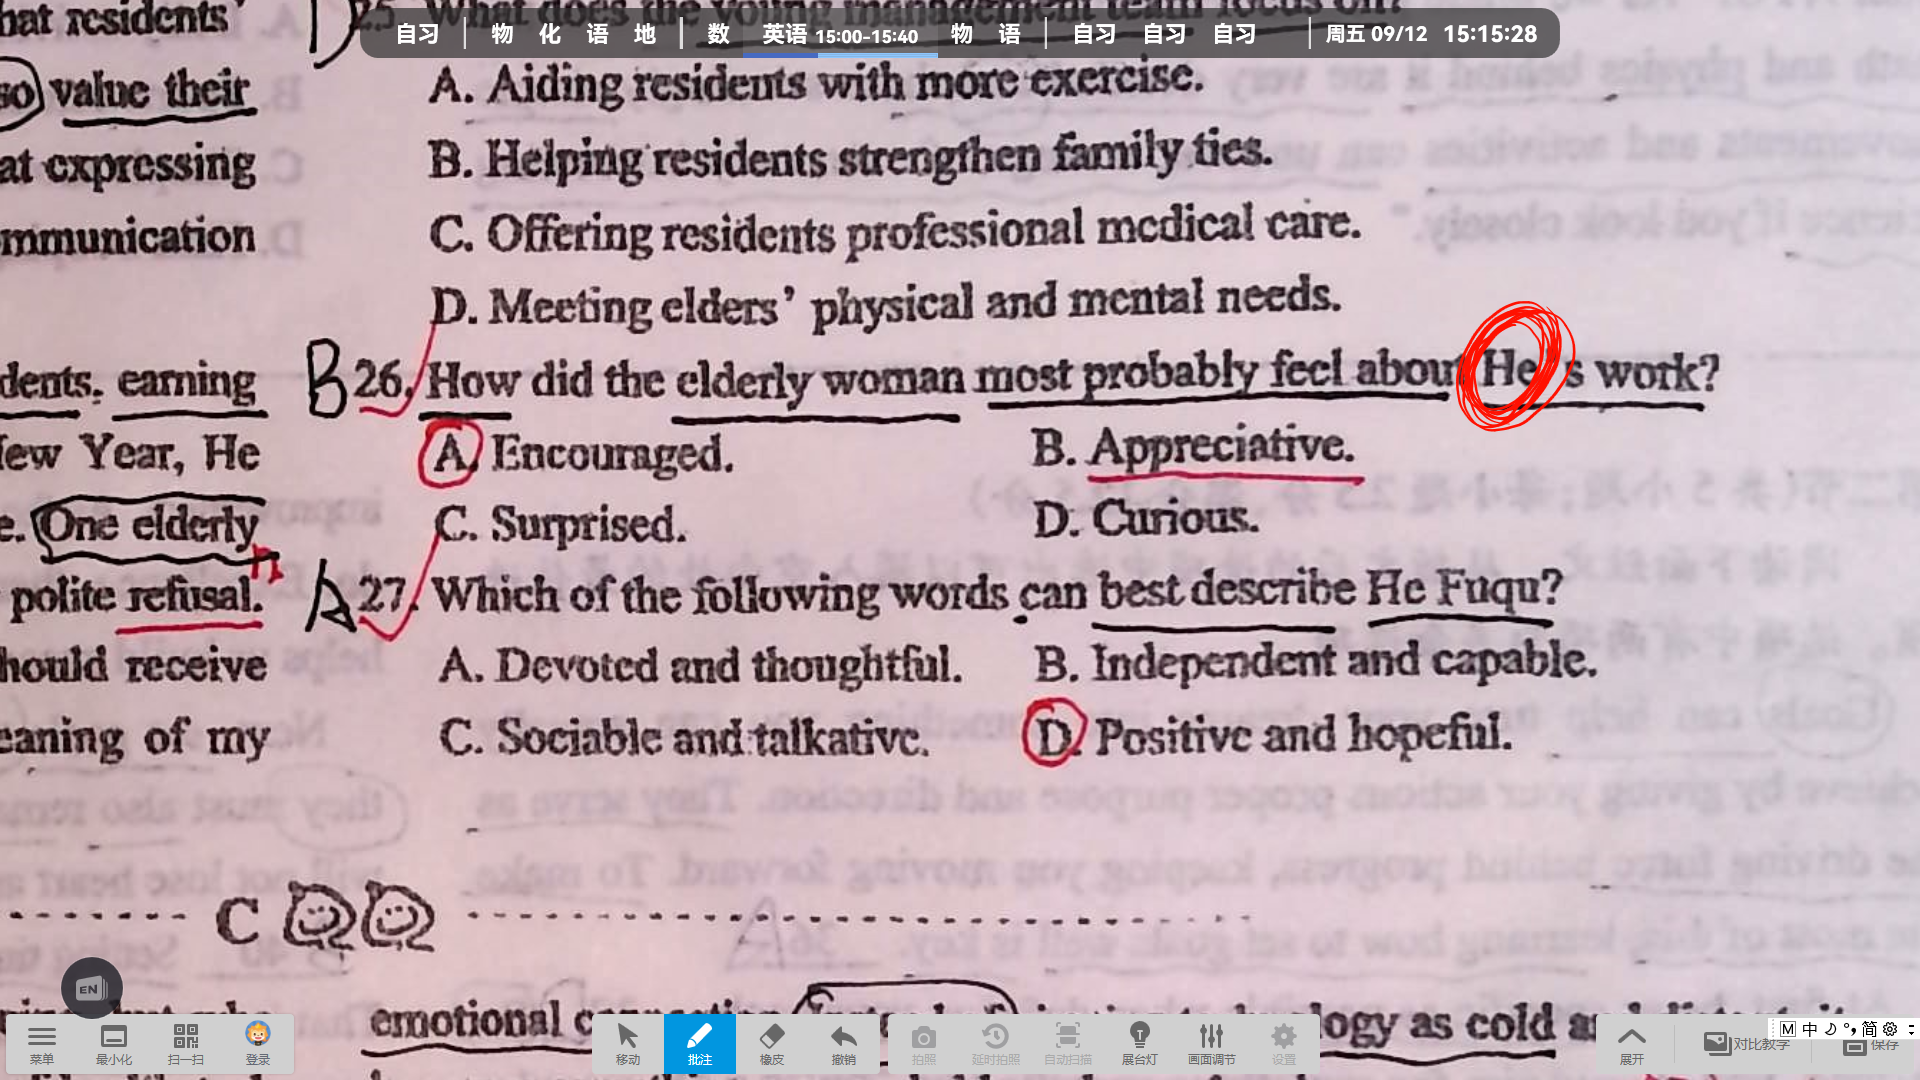 hat residents'
25. What does the young management team focus on?
自习 物 化 语 地 数 英语 15:00-15:40 物 语 自习 自习 自习 周五 09/12 15:15:28
so value their
A. Aiding residents with more exercise.
at expressing
B. Helping residents strengthen family ties.
mmunication
C. Offering residents professional medical care.
D. Meeting elders' physical and mental needs.
dents, earning
B 26. How did the elderly woman most probably feel about He's work?
New Year, He
A. Encouraged. B. Appreciative.
e. One elderly
C. Surprised. D. Curious.
n
polite refusal.
A 27. Which of the following words can best describe He Fuqu?
hould receive
A. Devoted and thoughtful. B. Independent and capable.
eaning of my
C. Sociable and talkative. D. Positive and hopeful.
C
EN
emotional
ology as cold
M 中 简
菜单 最小化 扫一扫 登录 移动 批注 橡皮 撤销 拍照 延时拍照 自动扫描 展台灯 画面调节 设置 展开 对比教学 保存